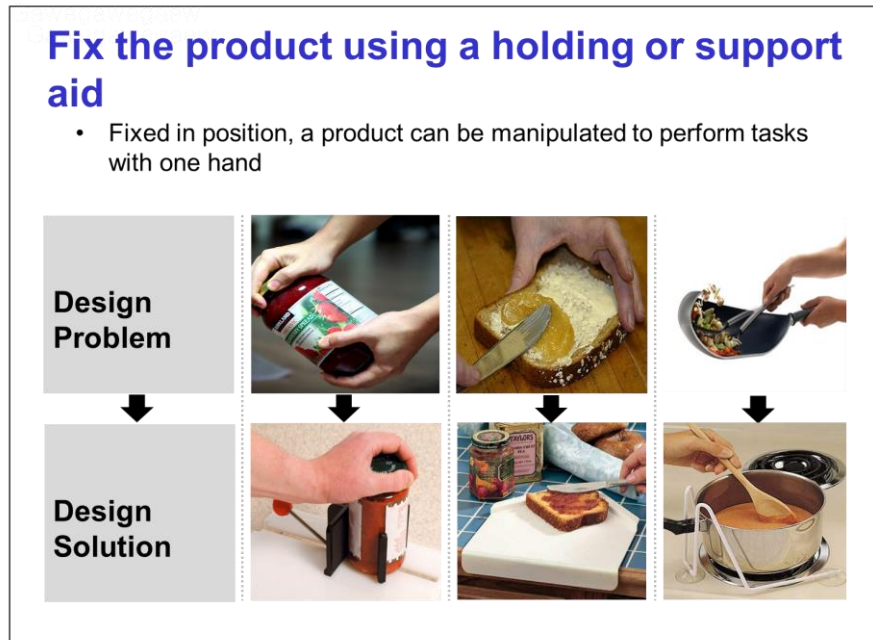 Fix the product using a holding or support
aid
• Fixed in position, a product can be manipulated to perform tasks
with one hand
Design
Problem
Design
Solution